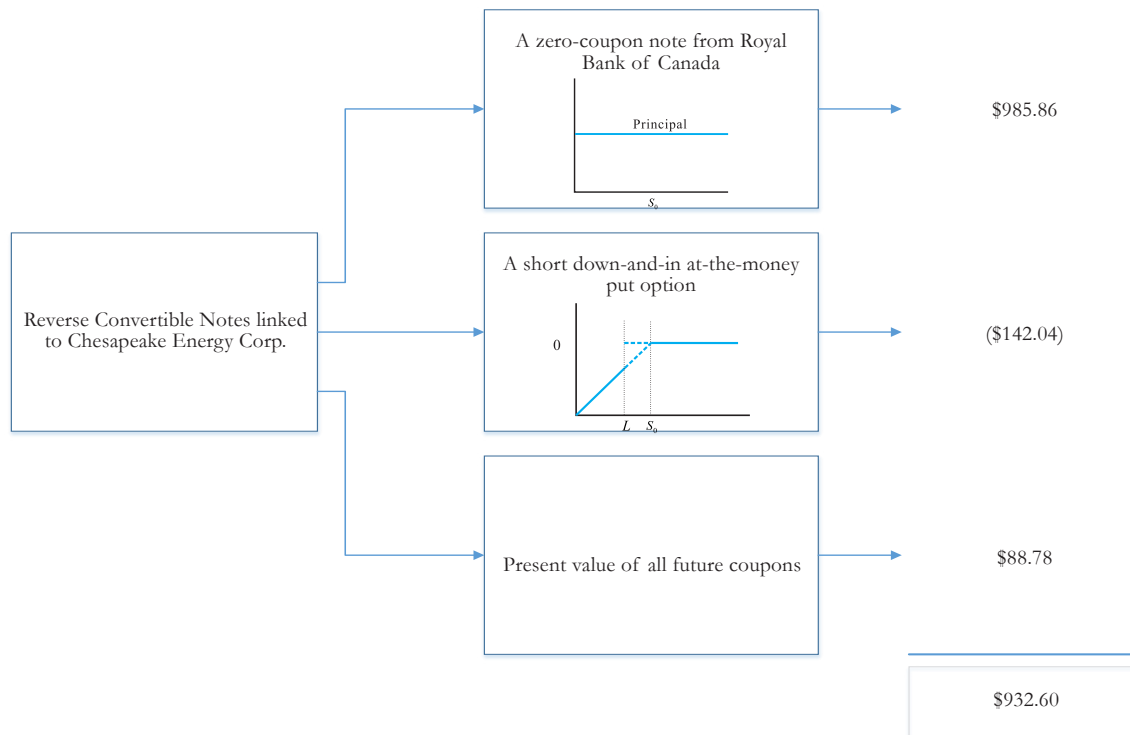 A zero-coupon note from Royal
Bank of Canada
Principal
S₀
$985.86
Reverse Convertible Notes linked
to Chesapeake Energy Corp.
A short down-and-in at-the-money
put option
0
L S₀
($142.04)
Present value of all future coupons
$88.78
$932.60